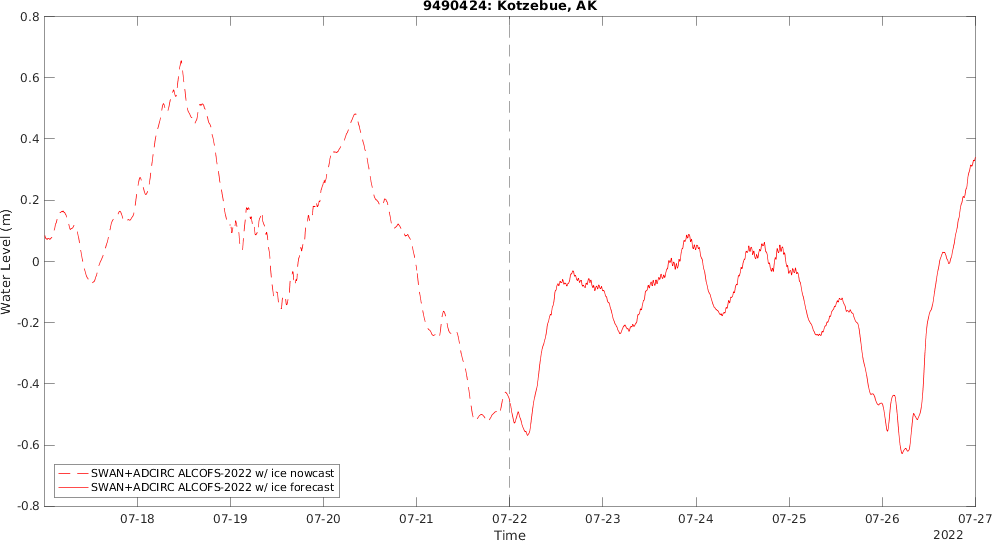 9490424: Kotzebue, AK
0.8
0.6
0.4
0.2
0
-0.2
-0.4
-0.6
-0.8
Water Level (m)
SWAN+ADCIRC ALCOFS-2022 w/ ice nowcast
SWAN+ADCIRC ALCOFS-2022 w/ ice forecast
07-18 07-19 07-20 07-21 07-22 07-23 07-24 07-25 07-26 07-27
Time
2022